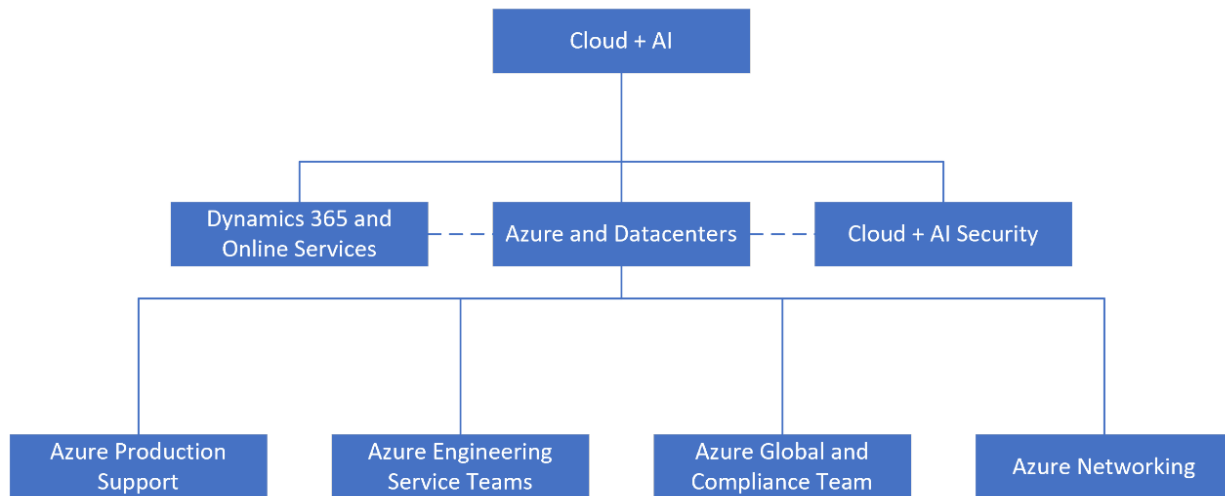 Cloud + AI
Dynamics 365 and
Online Services
Azure and Datacenters
Cloud + AI Security
Azure Production
Support
Azure Engineering
Service Teams
Azure Global and
Compliance Team
Azure Networking